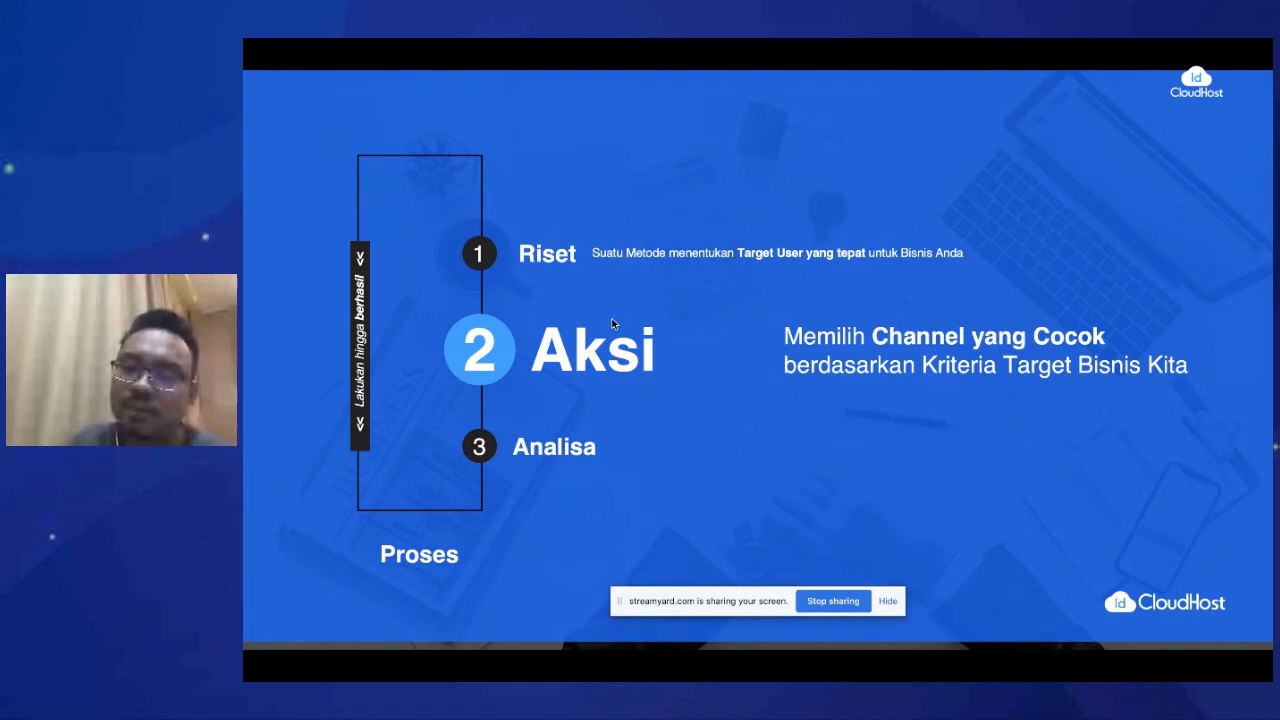 Id
CloudHost
1
Riset
Suatu Metode menentukan Target User yang tepat untuk Bisnis Anda
<< Lakukan hingga berhasil <<
2
Aksi
Memilih Channel yang Cocok
berdasarkan Kriteria Target Bisnis Kita
3
Analisa
Proses
streamyard.com is sharing your screen.
Stop sharing
Hide
Id CloudHost